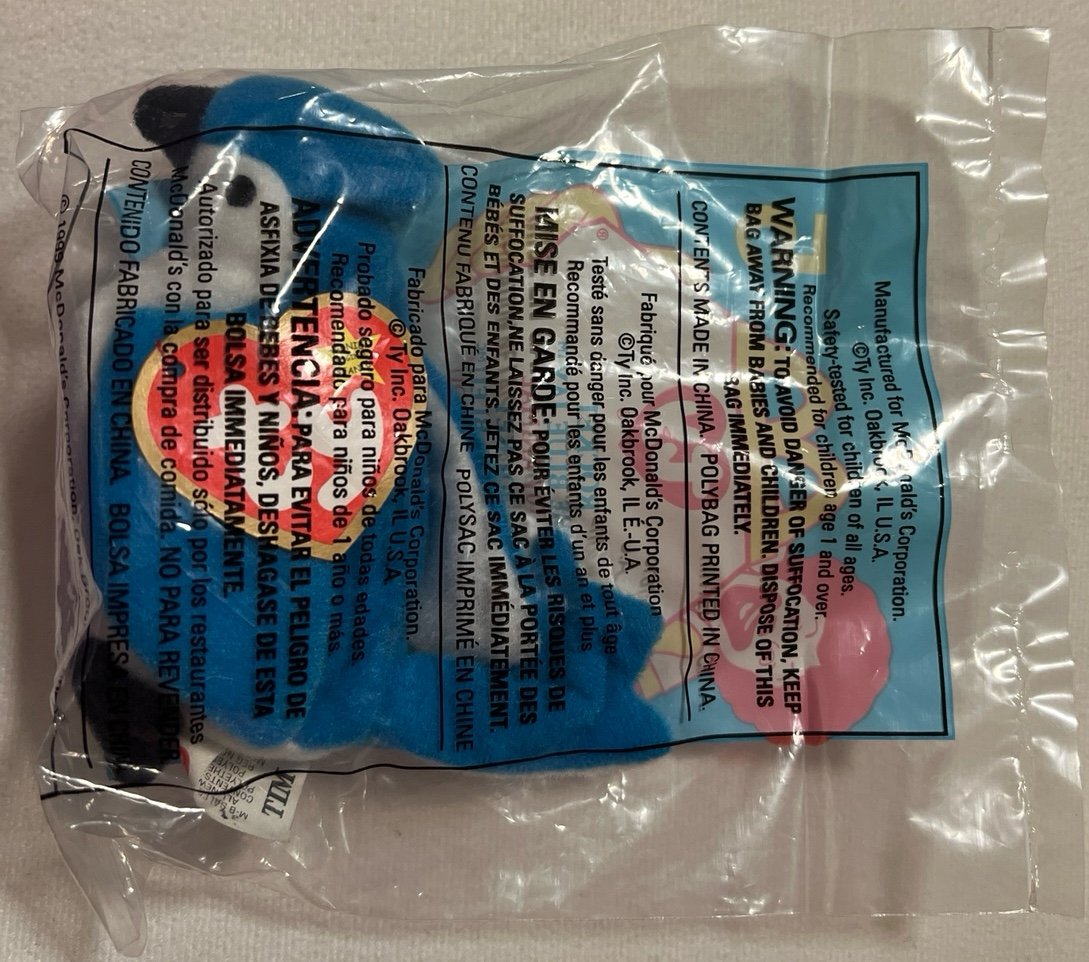 Manufactured for McDonald's Corporation.
©Ty Inc. Oakbrook, IL U.S.A.
Safety-tested for children of all ages.
Recommended for children age 1 and over.
WARNING: TO AVOID DANGER OF SUFFOCATION, KEEP
BAG AWAY FROM BABIES AND CHILDREN. DISPOSE OF THIS
BAG IMMEDIATELY.
CONTENTS MADE IN CHINA. POLYBAG PRINTED IN CHINA.
Fabriqué pour McDonald's Corporation
©Ty Inc. Oakbrook, IL É.-U.A.
Testé sans danger pour les enfants de tout âge
Recommandé pour les enfants d'un an et plus
MISE EN GARDE: POUR ÉVITER LES RISQUES DE
SUFFOCATION,NE LAISSEZ PAS CE SAC À LA PORTÉE DES
BÉBÉS ET DES ENFANTS. JETEZ CE SAC IMMÉDIATEMENT.
CONTENU FABRIQUÉ EN CHINE POLYSAC IMPRIMÉ EN CHINE
Fabricado para McDonald's Corporation.
©Ty Inc. Oakbrook, IL U.S.A.
Probado seguro para niños de todas edades.
Recomendado para niños de 1 año o más.
ADVERTENCIA: PARA EVITAR EL PELIGRO DE
ASFIXIA DE BEBES Y NIÑOS, DESHAGASE DE ESTA
BOLSA IMMEDIATAMENTE.
Autorizado para ser distribuido sólo por los restaurantes
McDonald's con la compra de comida. NO PARA REVENDER.
CONTENIDO FABRICADO EN CHINA. BOLSA IMPRESA EN
McDonald's Corporation
ty